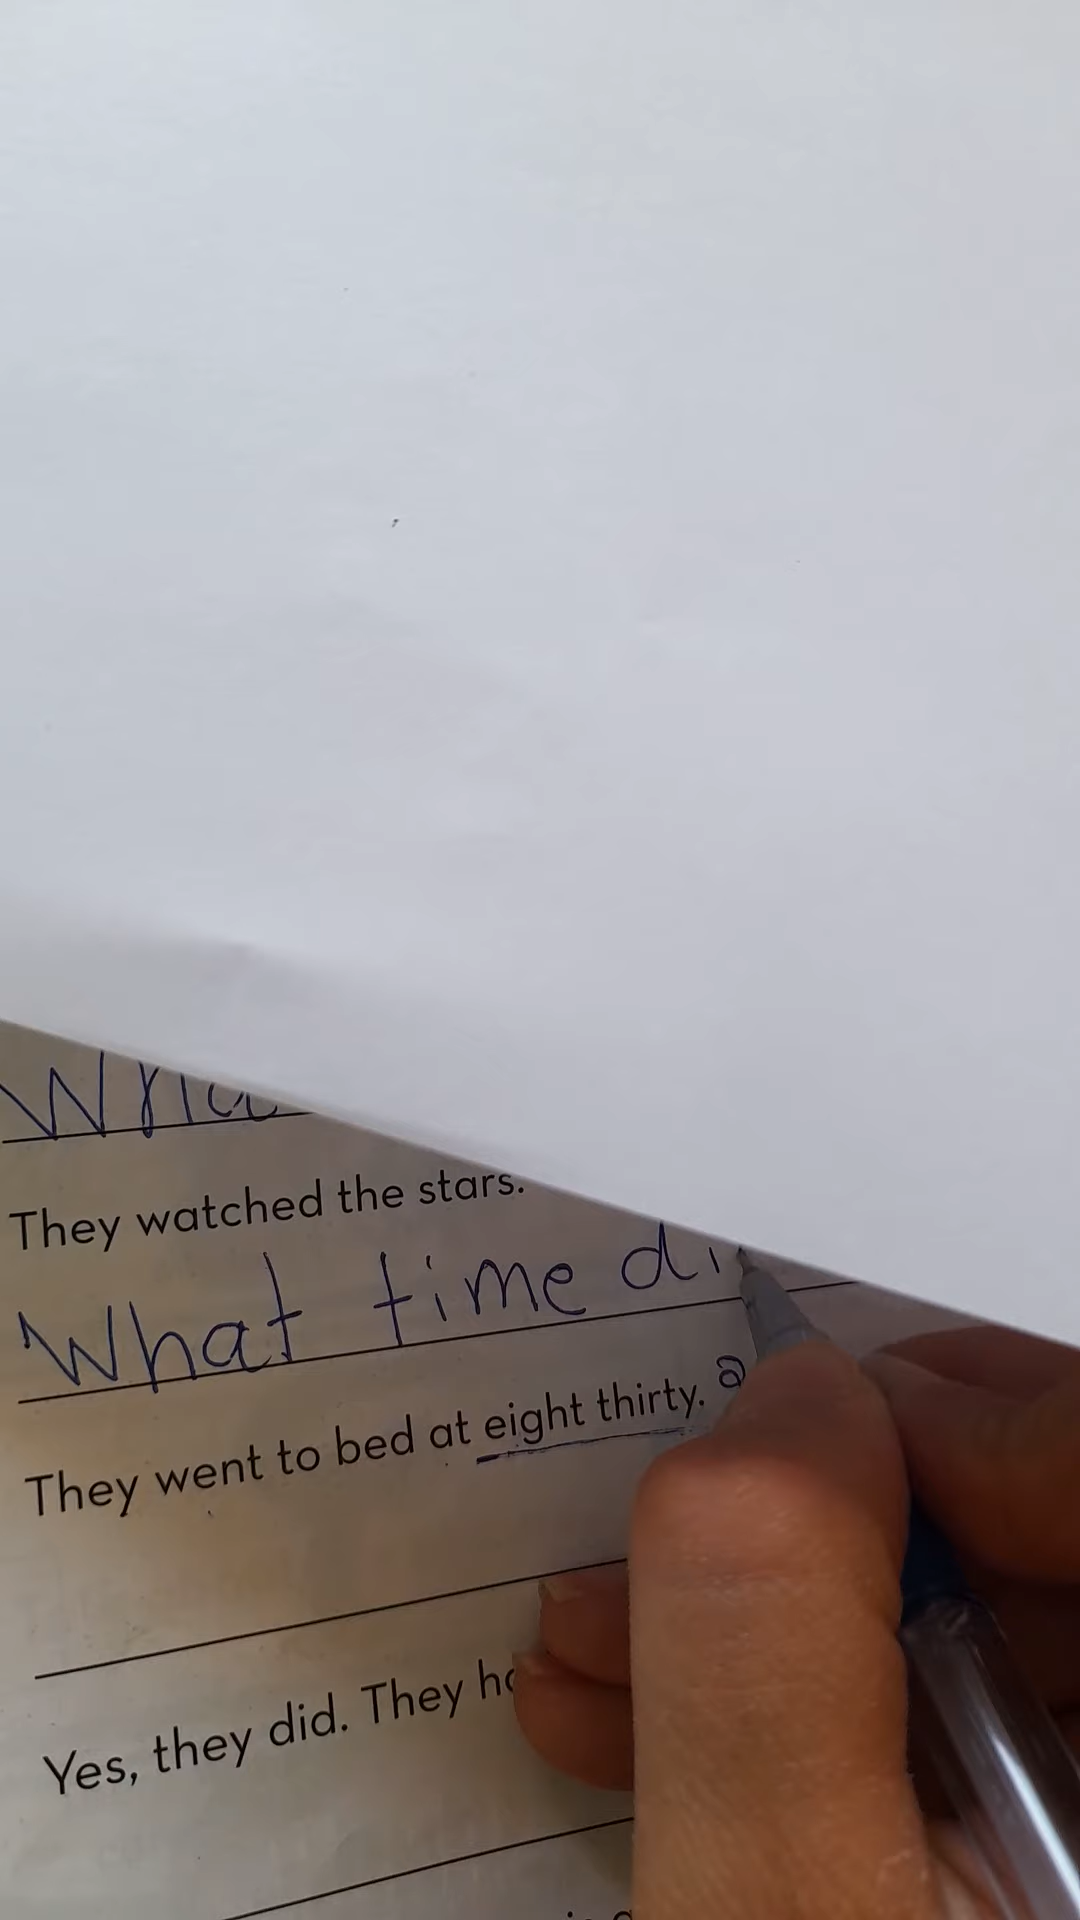 They watched the stars.
What time di
They went to bed at eight thirty.
Yes, they did. They